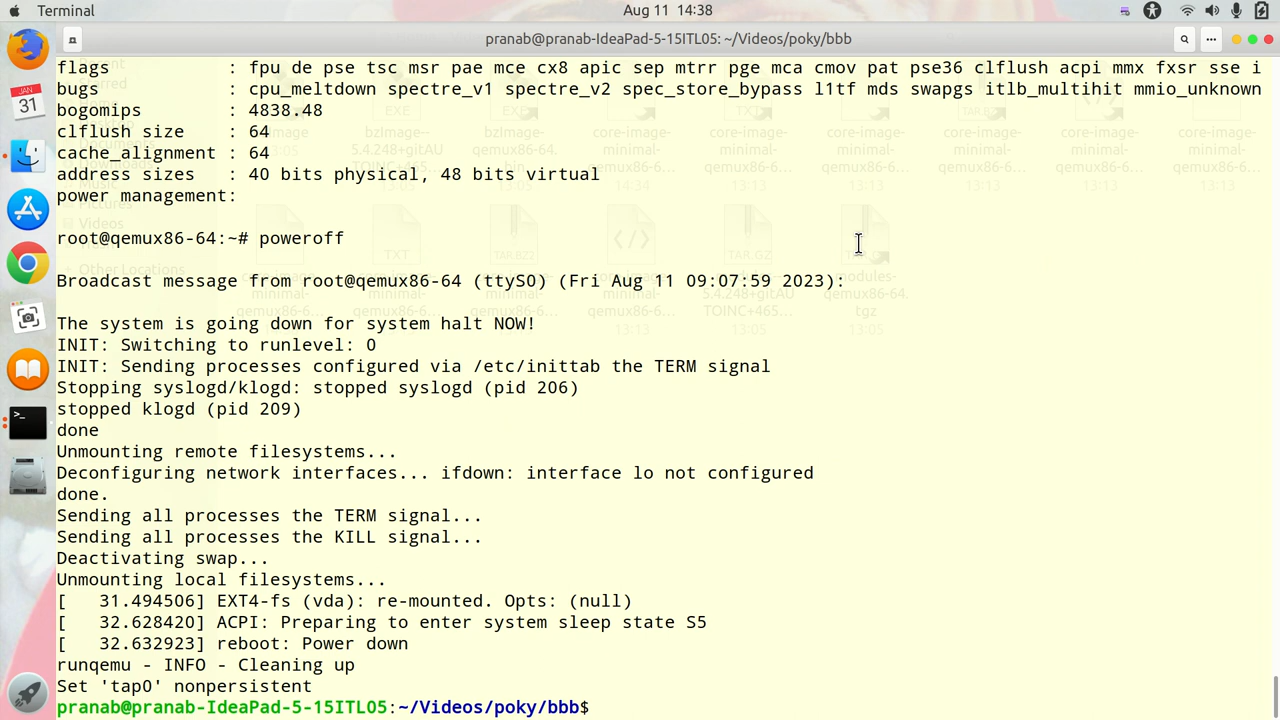 Terminal
Aug 11 14:38
pranab@pranab-IdeaPad-5-15ITL05: ~/Videos/poky/bbb
flags : fpu de pse tsc msr pae mce cx8 apic sep mtrr pge mca cmov pat pse36 clflush acpi mmx fxsr sse i
bugs : cpu_meltdown spectre_v1 spectre_v2 spec_store_bypass l1tf mds swapgs itlb_multihit mmio_unknown
bogomips : 4838.48
clflush size : 64
cache_alignment : 64
address sizes : 40 bits physical, 48 bits virtual
power management:
root@qemux86-64:~# poweroff
Broadcast message from root@qemux86-64 (ttyS0) (Fri Aug 11 09:07:59 2023):
The system is going down for system halt NOW!
INIT: Switching to runlevel: 0
INIT: Sending processes configured via /etc/inittab the TERM signal
Stopping syslogd/klogd: stopped syslogd (pid 206)
stopped klogd (pid 209)
done
Unmounting remote filesystems...
Deconfiguring network interfaces... ifdown: interface lo not configured
done.
Sending all processes the TERM signal...
Sending all processes the KILL signal...
Deactivating swap...
Unmounting local filesystems...
[ 31.494506] EXT4-fs (vda): re-mounted. Opts: (null)
[ 32.628420] ACPI: Preparing to enter system sleep state S5
[ 32.632923] reboot: Power down
runqemu - INFO - Cleaning up
Set 'tap0' nonpersistent
pranab@pranab-IdeaPad-5-15ITL05:~/Videos/poky/bbb$
JAN
31